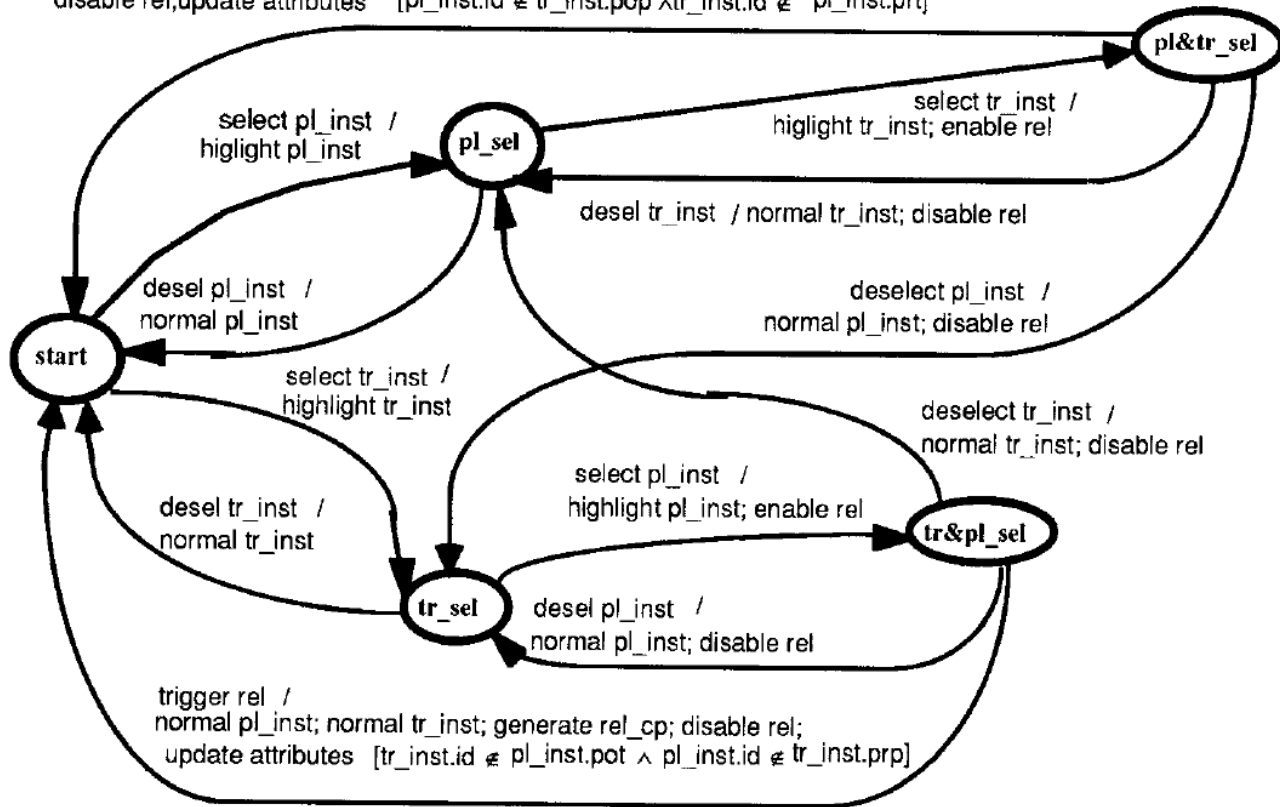 disable rel,update attributes [pl_inst.id ∉ tr_inst.pop ∧tr_inst.id ∉ pl_inst.prt]
pl&tr_sel
select pl_inst /
higlight pl_inst
pl_sel
select tr_inst /
higlight tr_inst; enable rel
desel tr_inst / normal tr_inst; disable rel
desel pl_inst /
normal pl_inst
deselect pl_inst /
normal pl_inst; disable rel
start
select tr_inst /
highlight tr_inst
deselect tr_inst /
normal tr_inst; disable rel
select pl_inst /
highlight pl_inst; enable rel
desel tr_inst /
normal tr_inst
tr&pl_sel
tr_sel
desel pl_inst /
normal pl_inst; disable rel
trigger rel /
normal pl_inst; normal tr_inst; generate rel_cp; disable rel;
update attributes [tr_inst.id ∉ pl_inst.pot ∧ pl_inst.id ∉ tr_inst.prp]